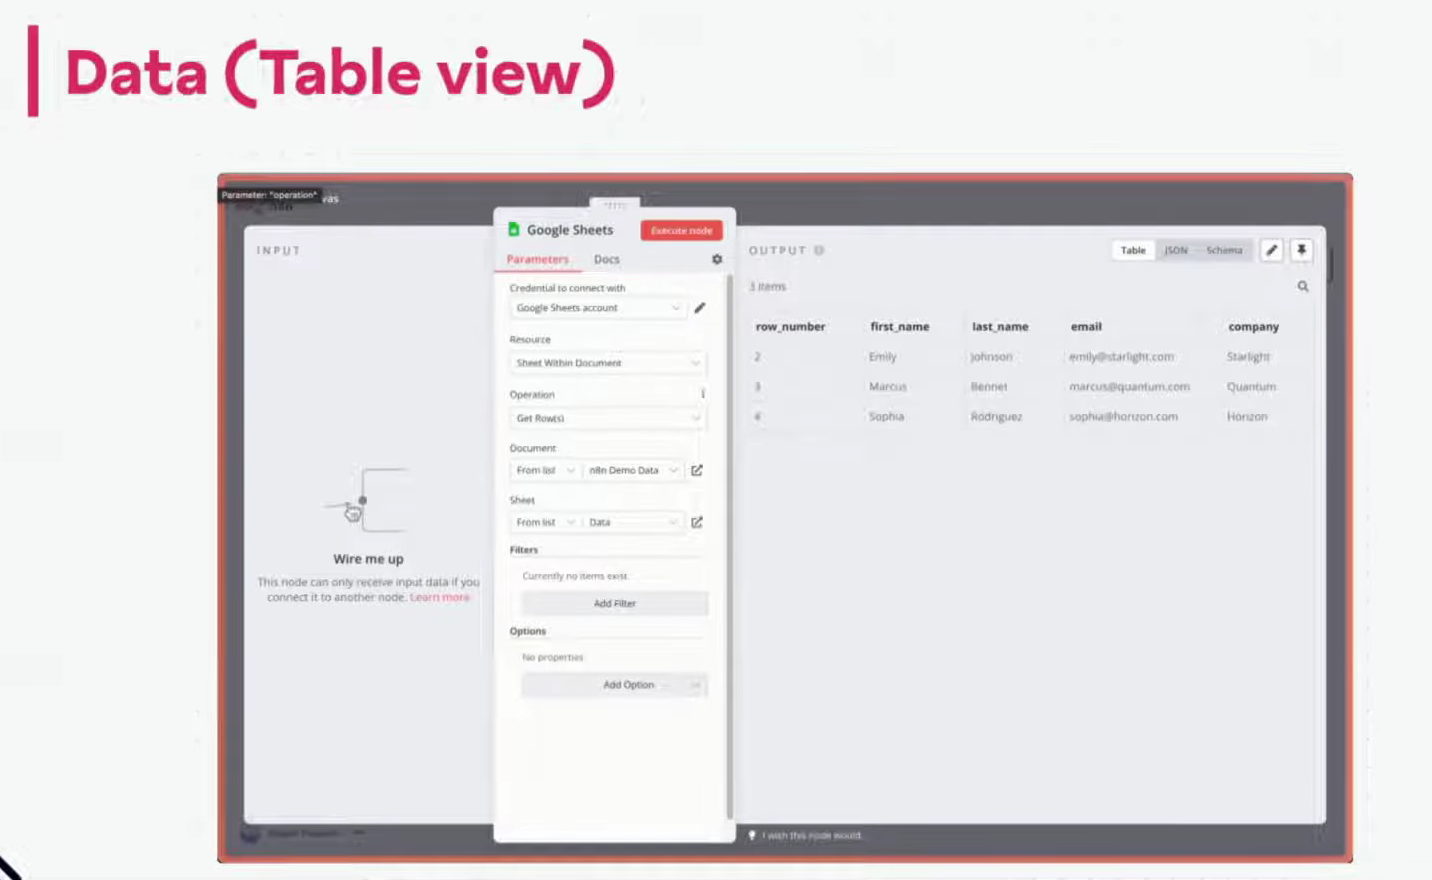 Data (Table view)
Parameter: "operation"
vas
INPUT
Wire me up
This node can only receive input data if you
connect it to another node. Learn more
Google Sheets
Execute node
Parameters
Docs
Credential to connect with
Google Sheets account
Resource
Sheet Within Document
Operation
Get Row(s)
Document
From list
n8n Demo Data
Sheet
From list
Data
Filters
Currently no items exist
Add Filter
Options
No properties
Add Option
OUTPUT
Table JSON Schema
3 items
row_number first_name last_name email company
2 Emily Johnson emily@starlight.com Starlight
3 Marcus Bennet marcus@quantum.com Quantum
4 Sophia Rodriguez sophia@horizon.com Horizon
I wish this node would